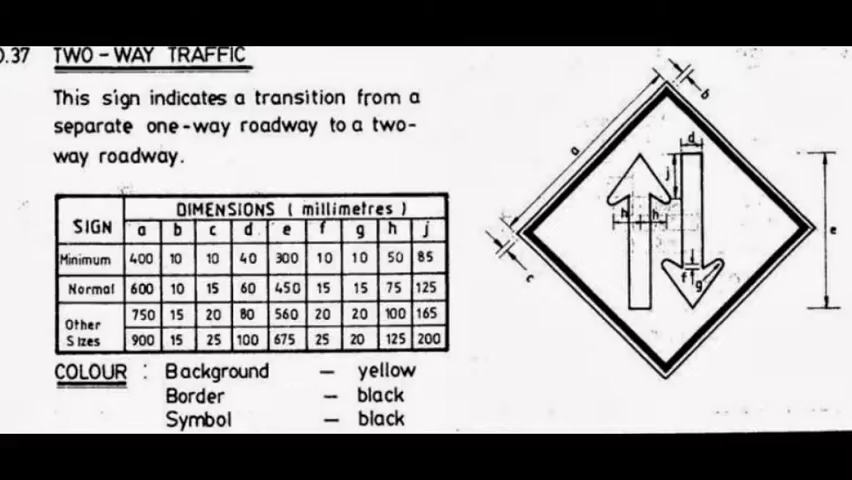 0.37 TWO-WAY TRAFFIC
This sign indicates a transition from a
separate one-way roadway to a two-
way roadway.
SIGN DIMENSIONS ( millimetres )
a b c d e f g h j
Minimum 400 10 10 40 300 10 10 50 85
Normal 600 10 15 60 450 15 15 75 125
Other Sizes 750 15 20 80 560 20 20 100 165
900 15 25 100 675 25 20 125 200
COLOUR : Background - yellow
Border - black
Symbol - black
b
a
d
j
h h
e
f
g
c